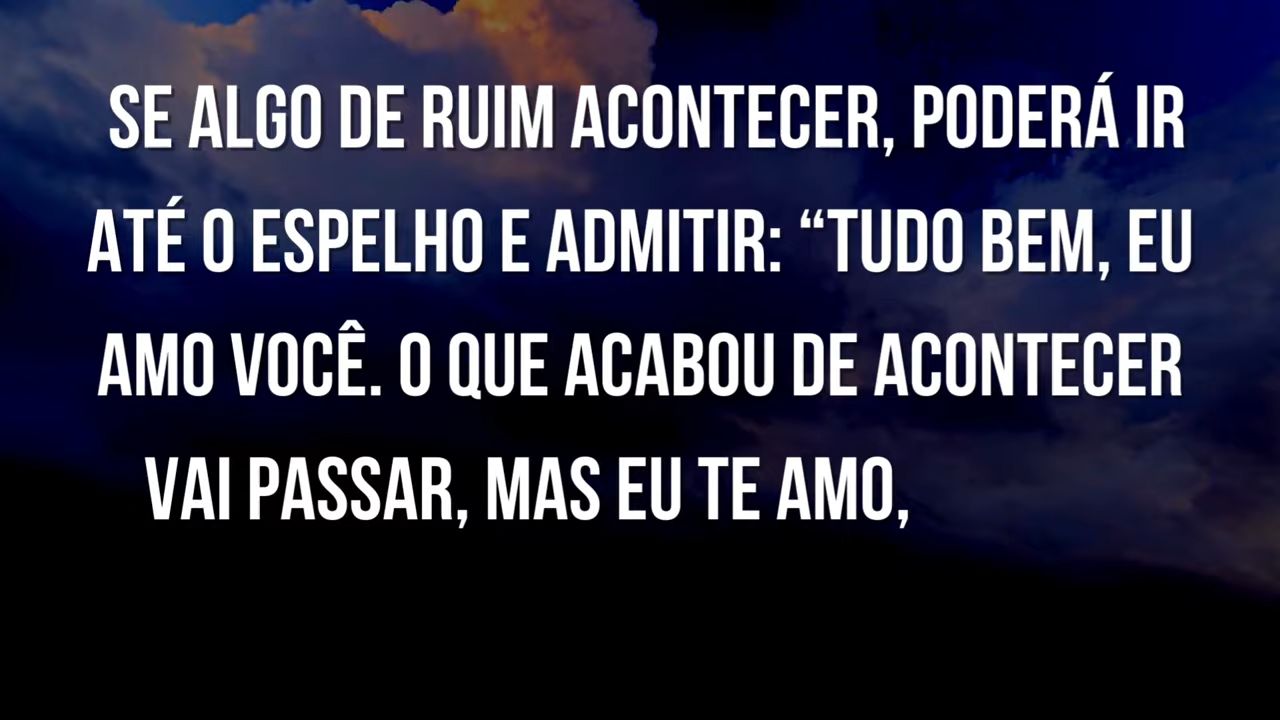 SE ALGO DE RUIM ACONTECER, PODERÁ IR
ATÉ O ESPELHO E ADMITIR: “TUDO BEM, EU
AMO VOCÊ. O QUE ACABOU DE ACONTECER
VAI PASSAR, MAS EU TE AMO,